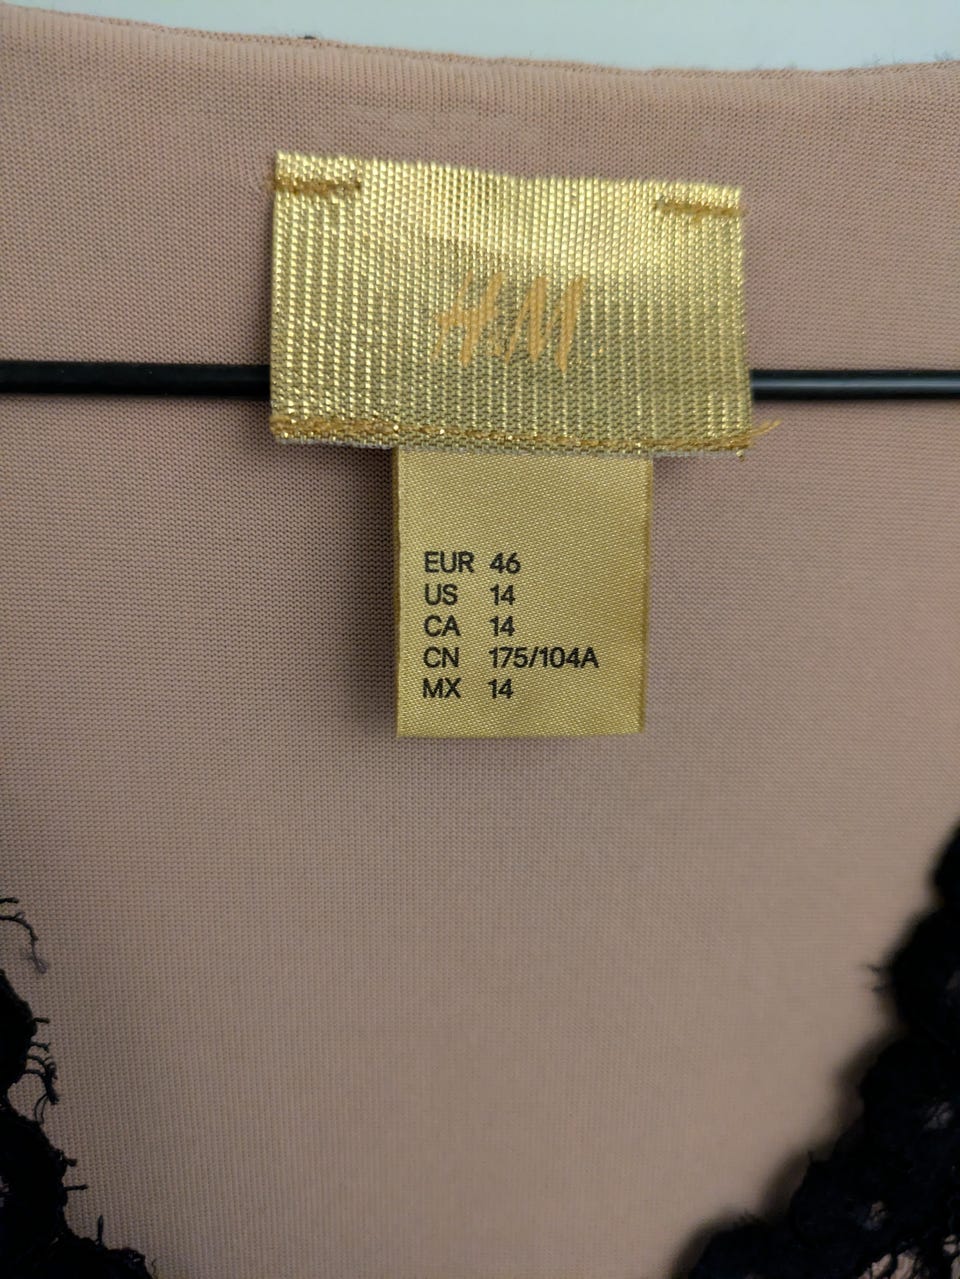 H&M
EUR 46
US 14
CA 14
CN 175/104A
MX 14